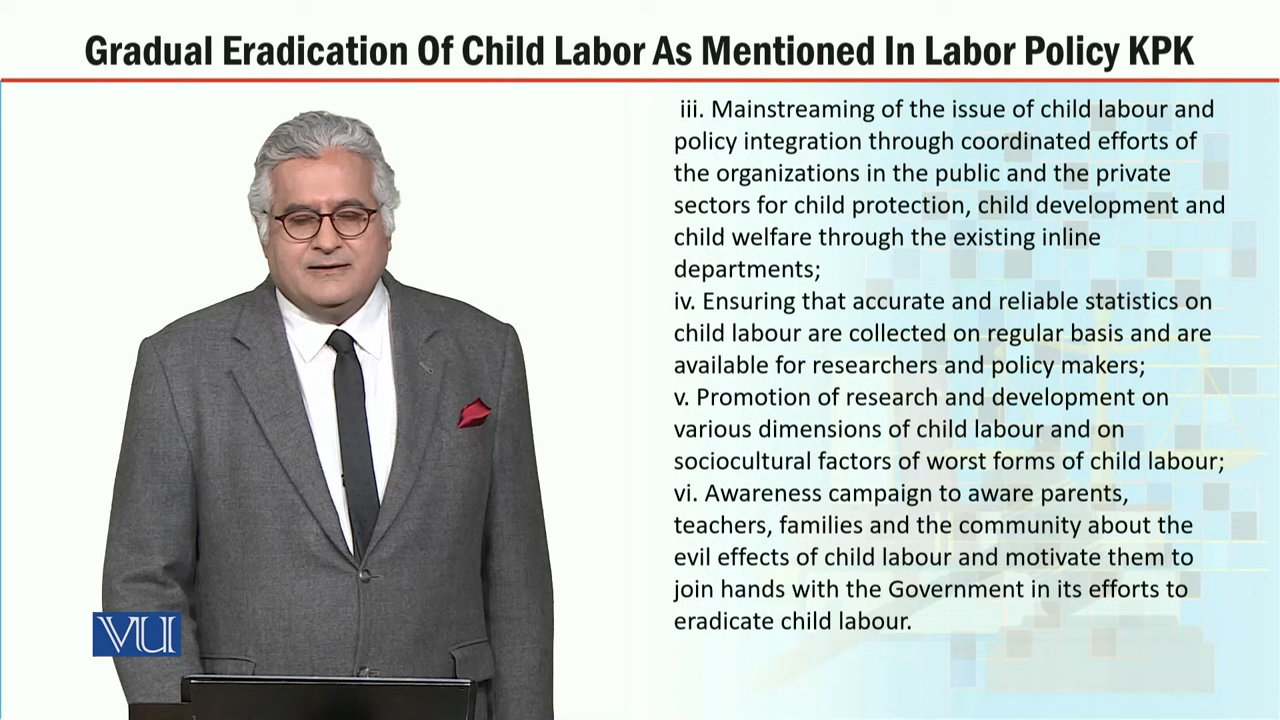 Gradual Eradication Of Child Labor As Mentioned In Labor Policy KPK
iii. Mainstreaming of the issue of child labour and
policy integration through coordinated efforts of
the organizations in the public and the private
sectors for child protection, child development and
child welfare through the existing inline
departments;
iv. Ensuring that accurate and reliable statistics on
child labour are collected on regular basis and are
available for researchers and policy makers;
v. Promotion of research and development on
various dimensions of child labour and on
sociocultural factors of worst forms of child labour;
vi. Awareness campaign to aware parents,
teachers, families and the community about the
evil effects of child labour and motivate them to
join hands with the Government in its efforts to
eradicate child labour.
VU